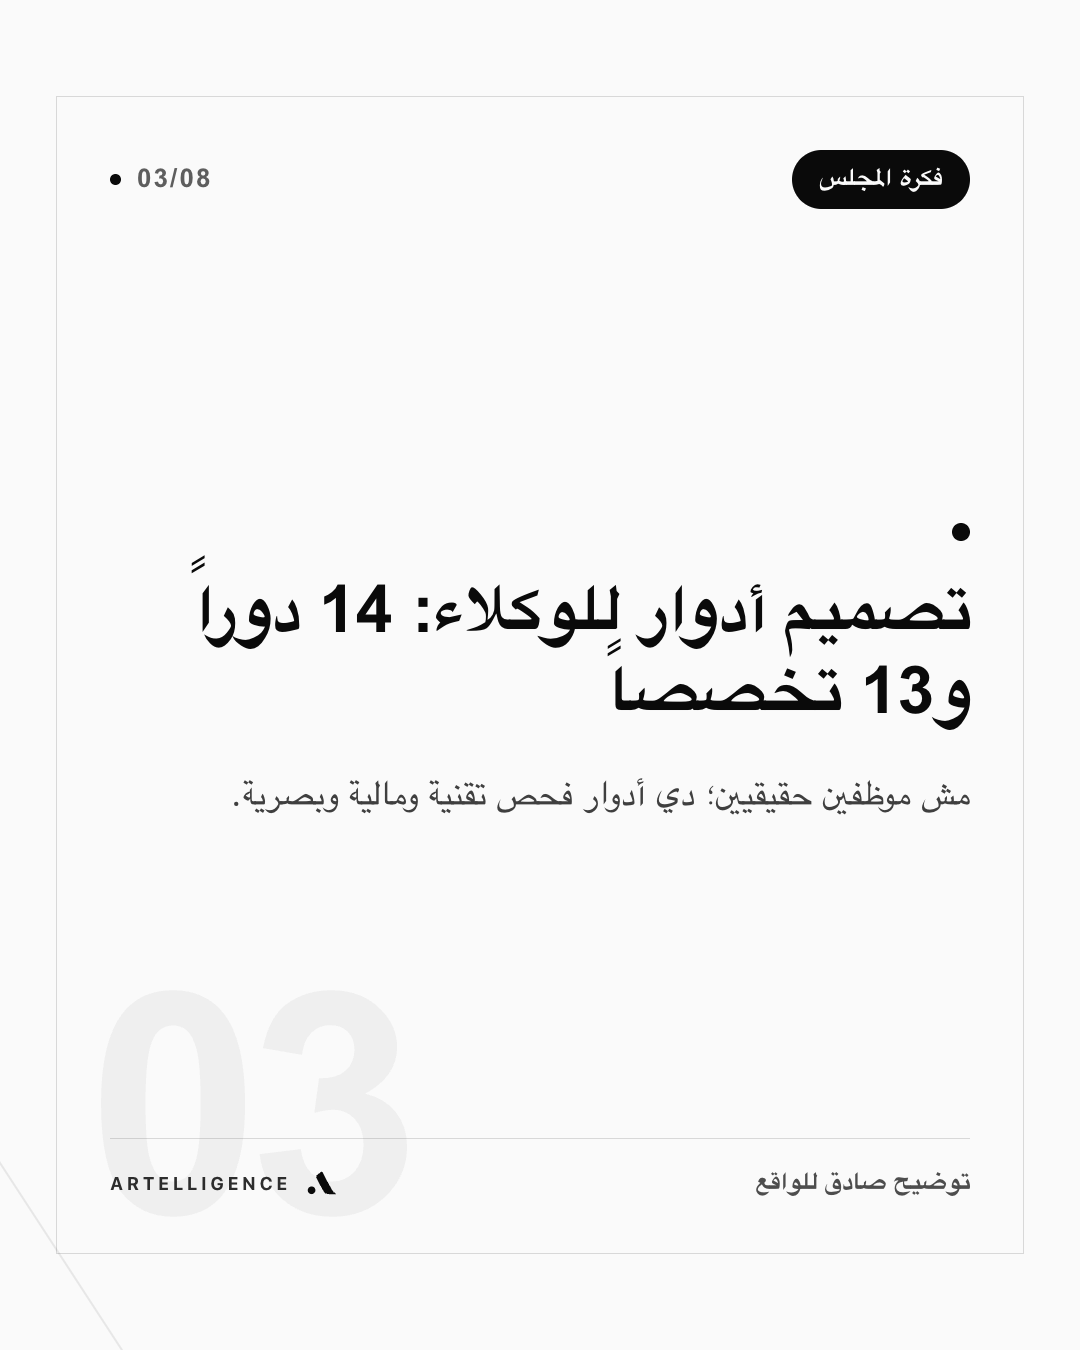 فكرة المجلس
03/08
تصميم أدوار للوكلاء: 14 دوراً
و13 تخصصاً
مش موظفين حقيقيين؛ دي أدوار فحص تقنية ومالية وبصرية.
03
توضيح صادق للواقع
ARTELLIGENCE